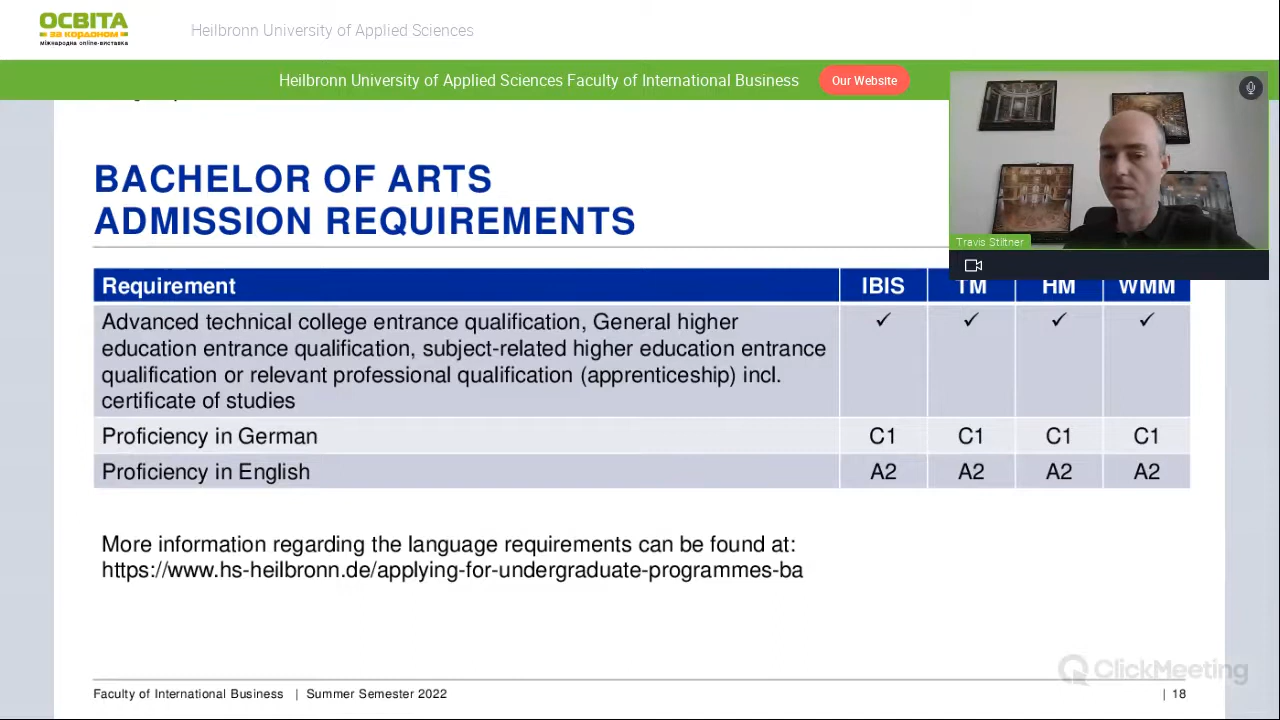 ОСВІТА
за кордоном
міжнародна online-виставка
Heilbronn University of Applied Sciences
Heilbronn University of Applied Sciences Faculty of International Business
Our Website
Travis Stiltner
BACHELOR OF ARTS
ADMISSION REQUIREMENTS
Requirement IBIS TM HM WMM
Advanced technical college entrance qualification, General higher ✓ ✓ ✓ ✓
education entrance qualification, subject-related higher education entrance
qualification or relevant professional qualification (apprenticeship) incl.
certificate of studies
Proficiency in German C1 C1 C1 C1
Proficiency in English A2 A2 A2 A2
More information regarding the language requirements can be found at:
https://www.hs-heilbronn.de/applying-for-undergraduate-programmes-ba
ClickMeeting
Faculty of International Business | Summer Semester 2022 | 18